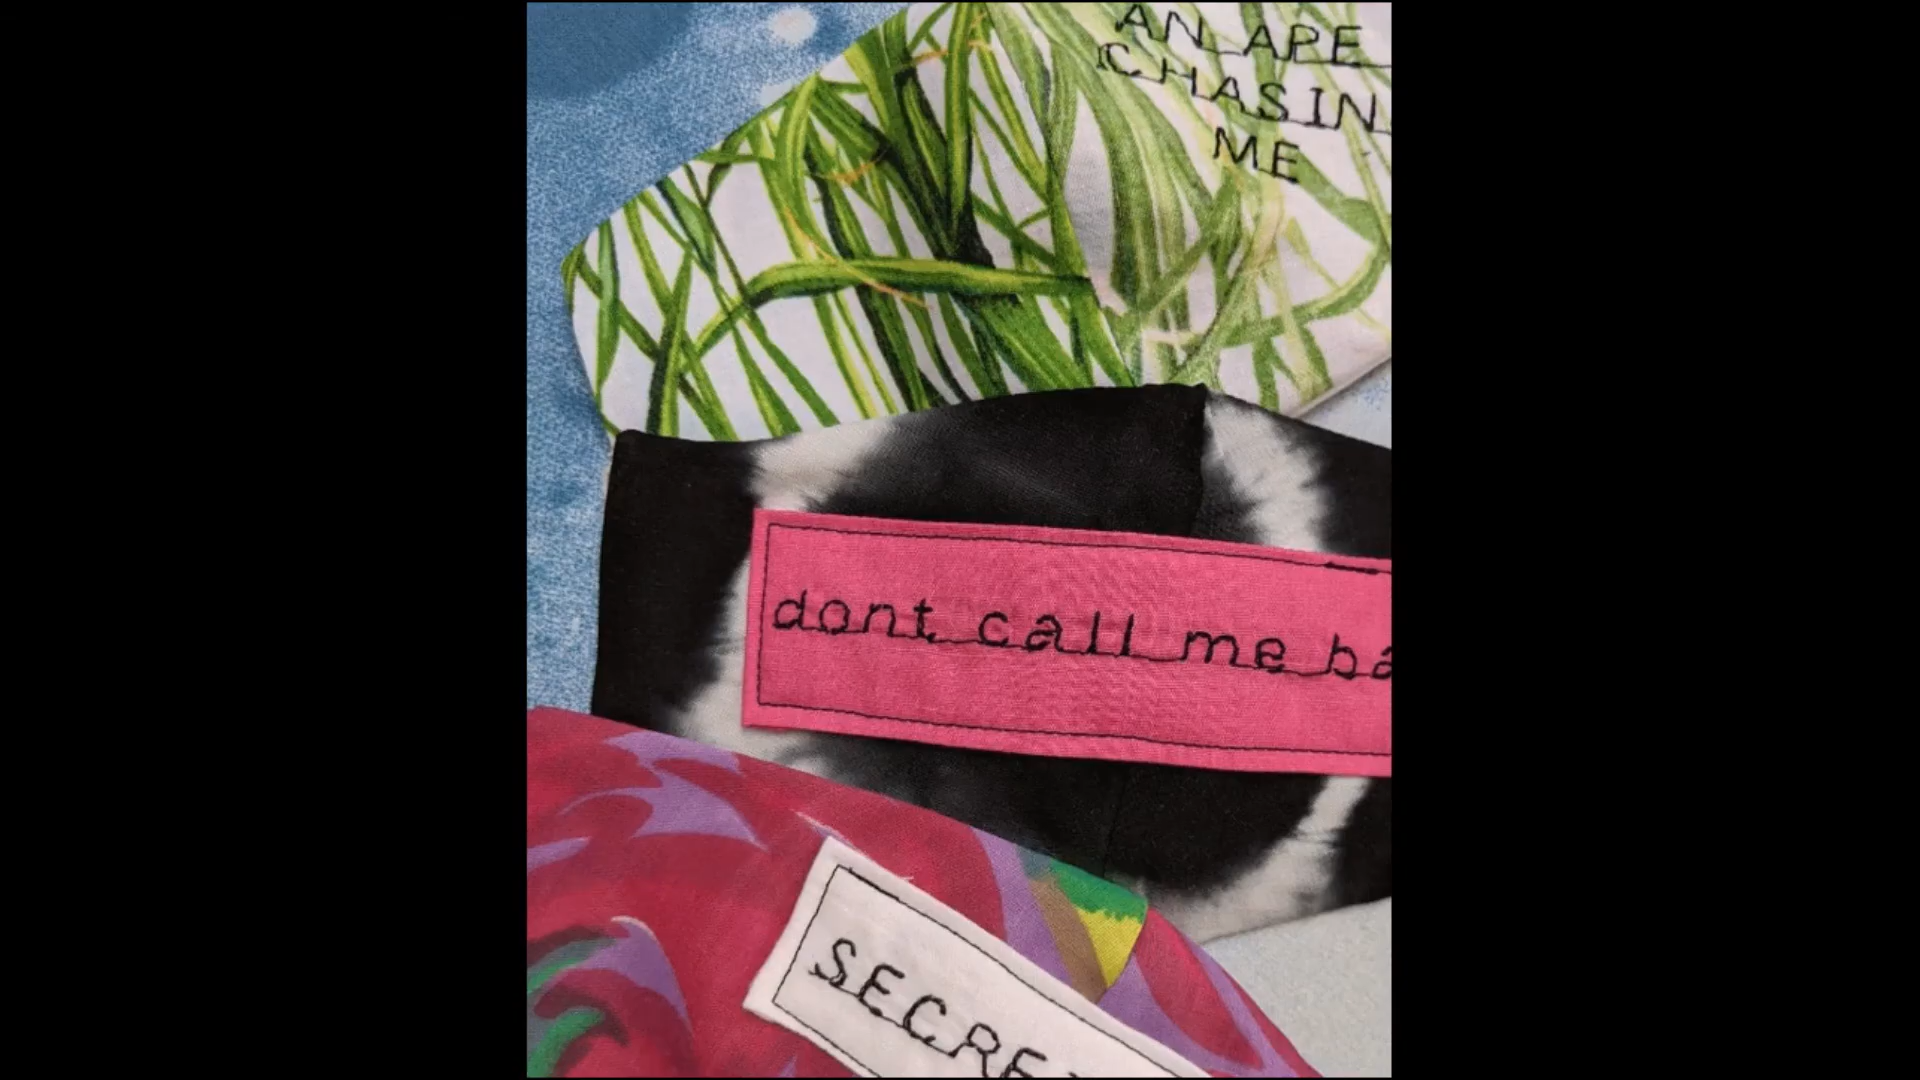 AN APE
CHASIN
ME
dont call me ba
SECRE